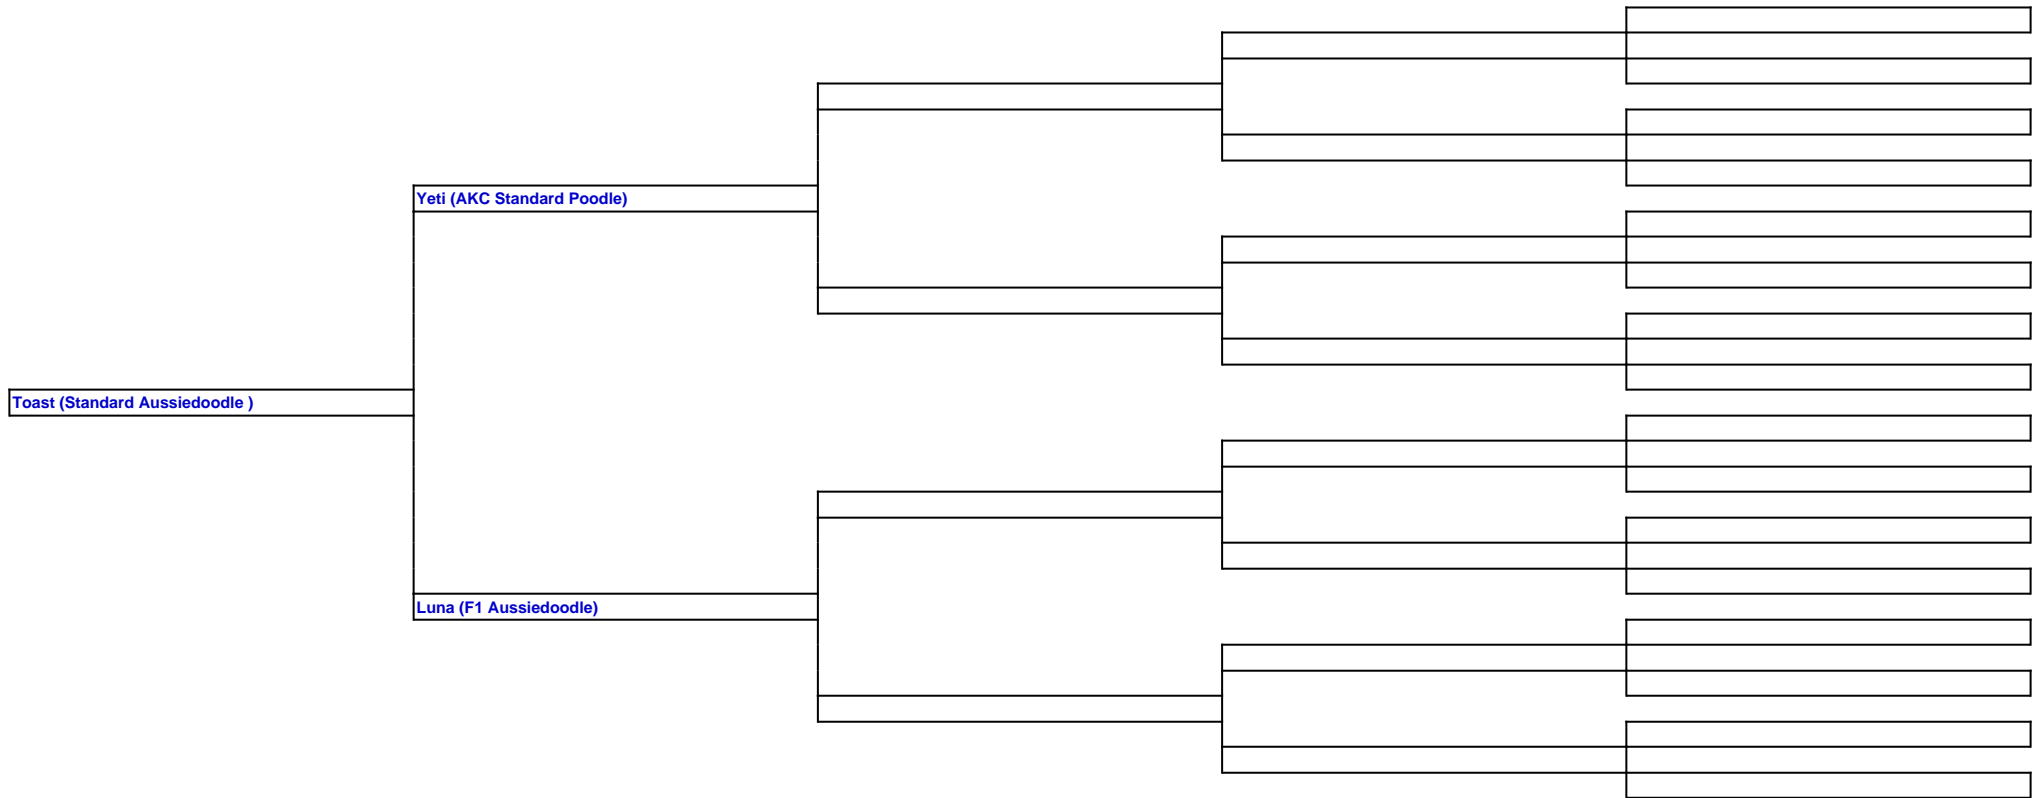 Yeti (AKC Standard Poodle)
Toast (Standard Aussiedoodle )
Luna (F1 Aussiedoodle)